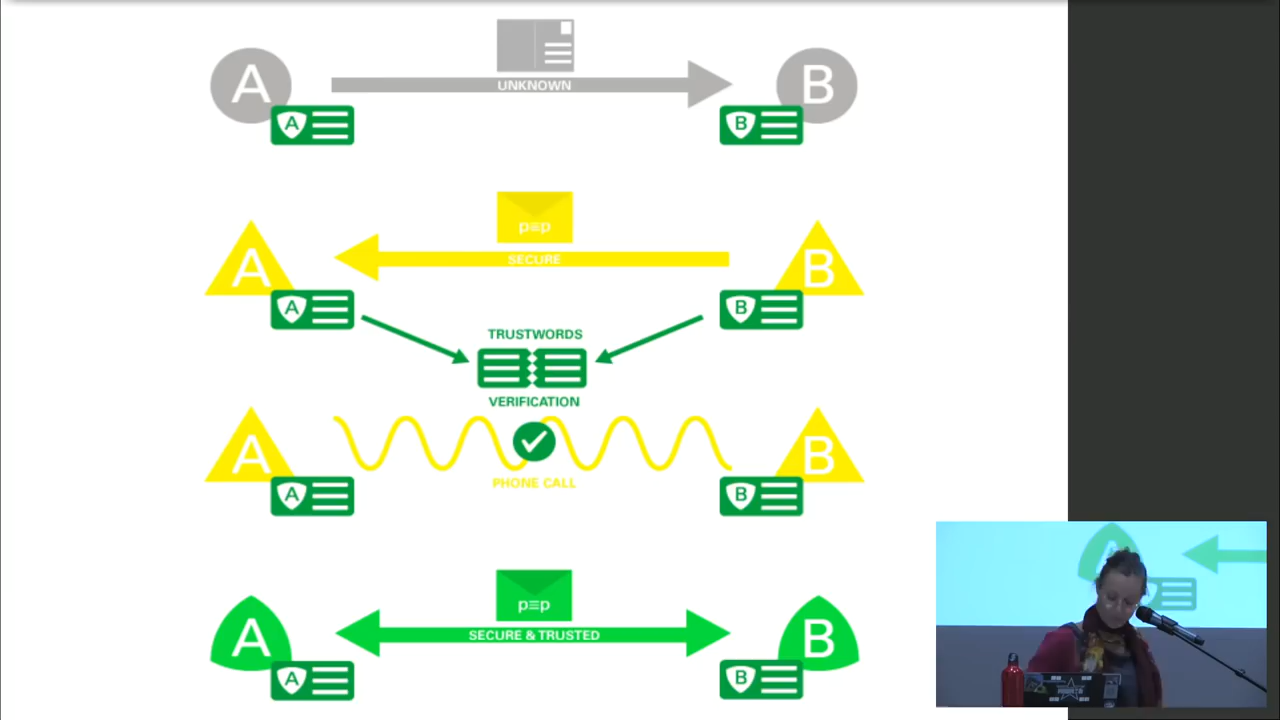 A
UNKNOWN
B
A
B
p≡p
A
SECURE
B
A
B
TRUSTWORDS
VERIFICATION
A
B
PHONE CALL
A
B
p≡p
A
SECURE & TRUSTED
B
A
B